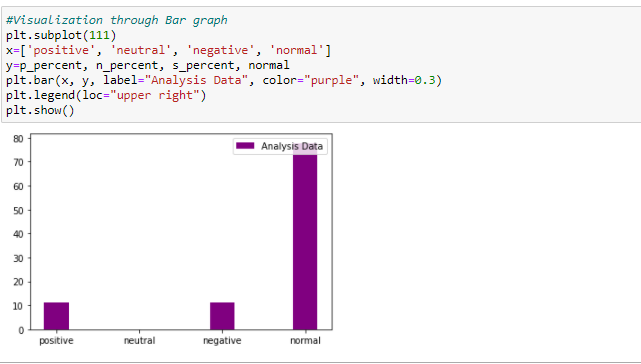 #Visualization through Bar graph
plt.subplot(111)
x=['positive', 'neutral', 'negative', 'normal']
y=p_percent, n_percent, s_percent, normal
plt.bar(x, y, label="Analysis Data", color="purple", width=0.3)
plt.legend(loc="upper right")
plt.show()
Analysis Data
80
70
60
50
40
30
20
10
0
positive neutral negative normal